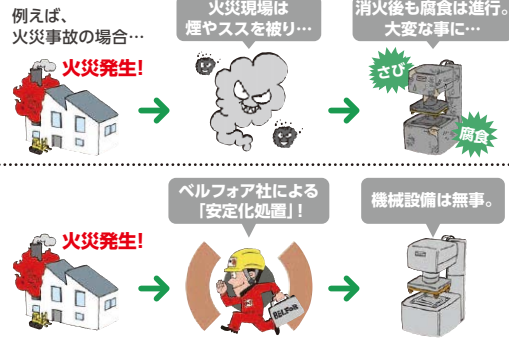 例えば、
火災事故の場合…
火災発生!
火災現場は
煙やススを被り…
消火後も腐食は進行。
大変な事に…
さび
腐食
火災発生!
ベルフォア社による
「安定化処置」!
BELFOR
機械設備は無事。